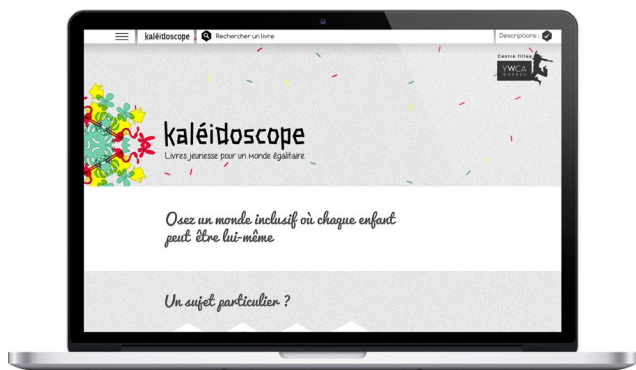 kaléidoscope
Rechercher un livre
Descriptions :
Centre filles
YWCA
QUÉBEC
kaléidoscope
Livres jeunesse pour un monde égalitaire
Osez un monde inclusif où chaque enfant
peut être lui-même
Un sujet particulier ?